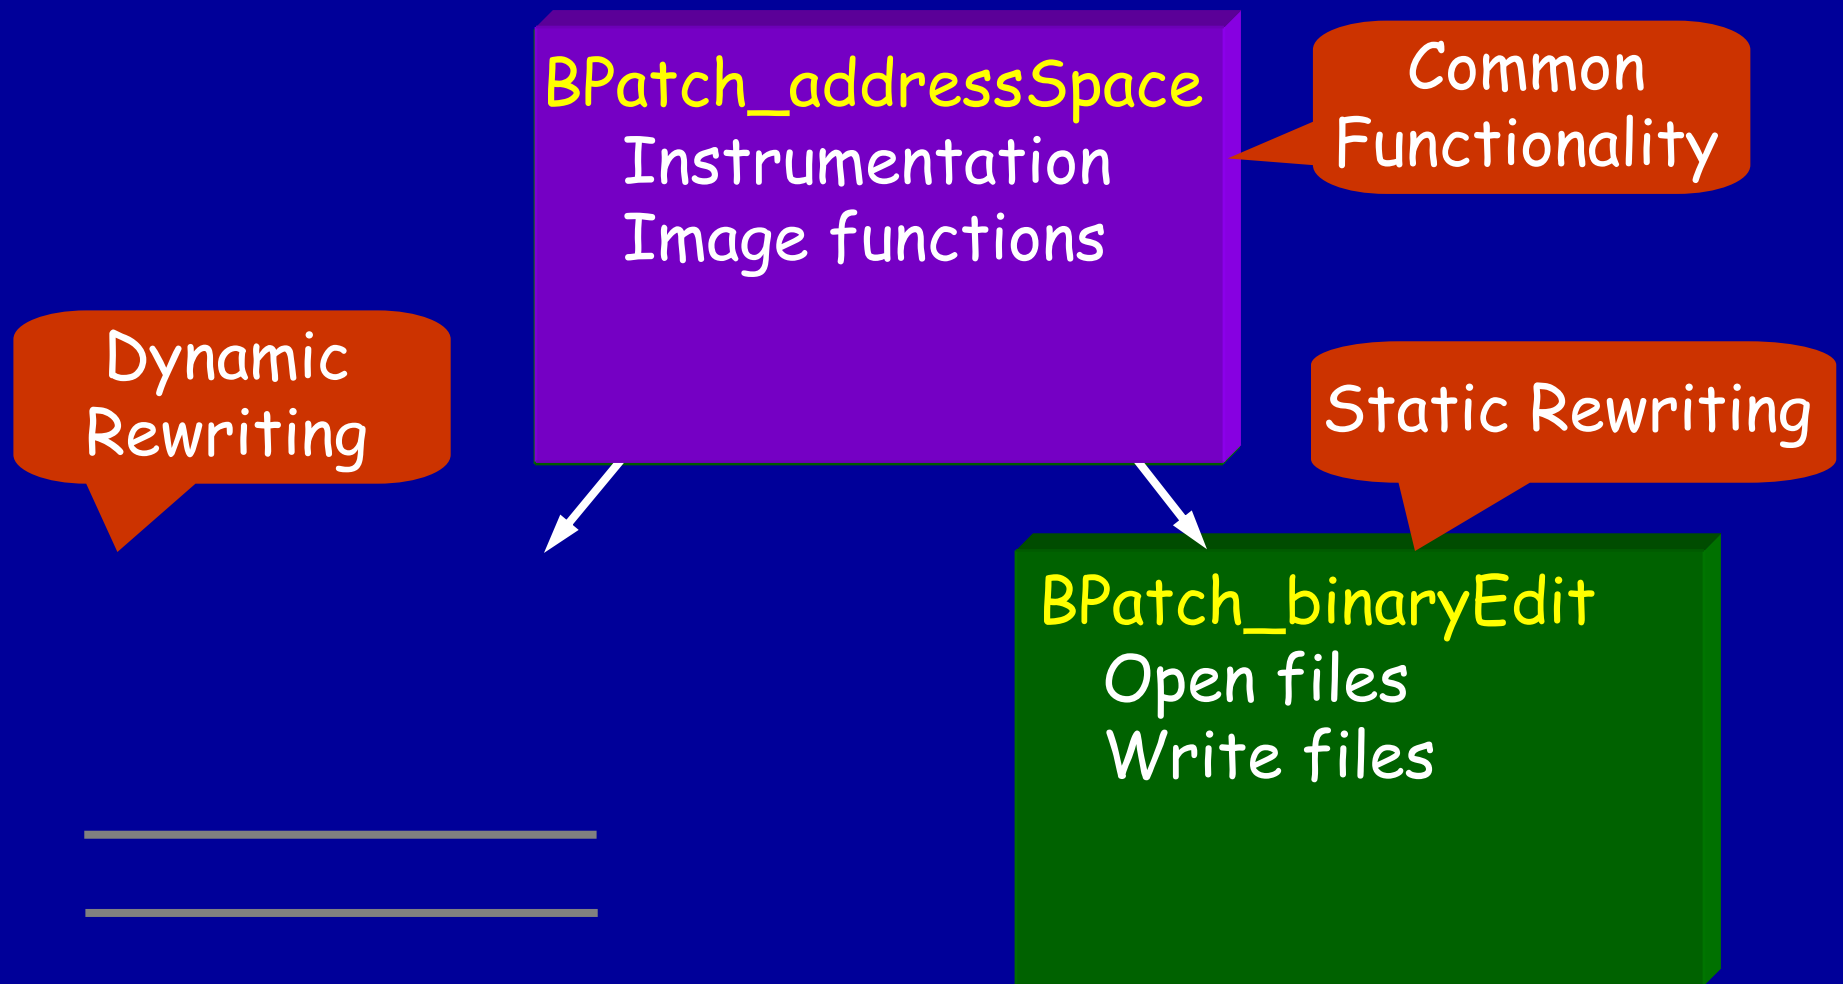 BPatch_addressSpace
Instrumentation
Image functions
Common
Functionality
Dynamic
Rewriting
Static Rewriting
BPatch_binaryEdit
Open files
Write files